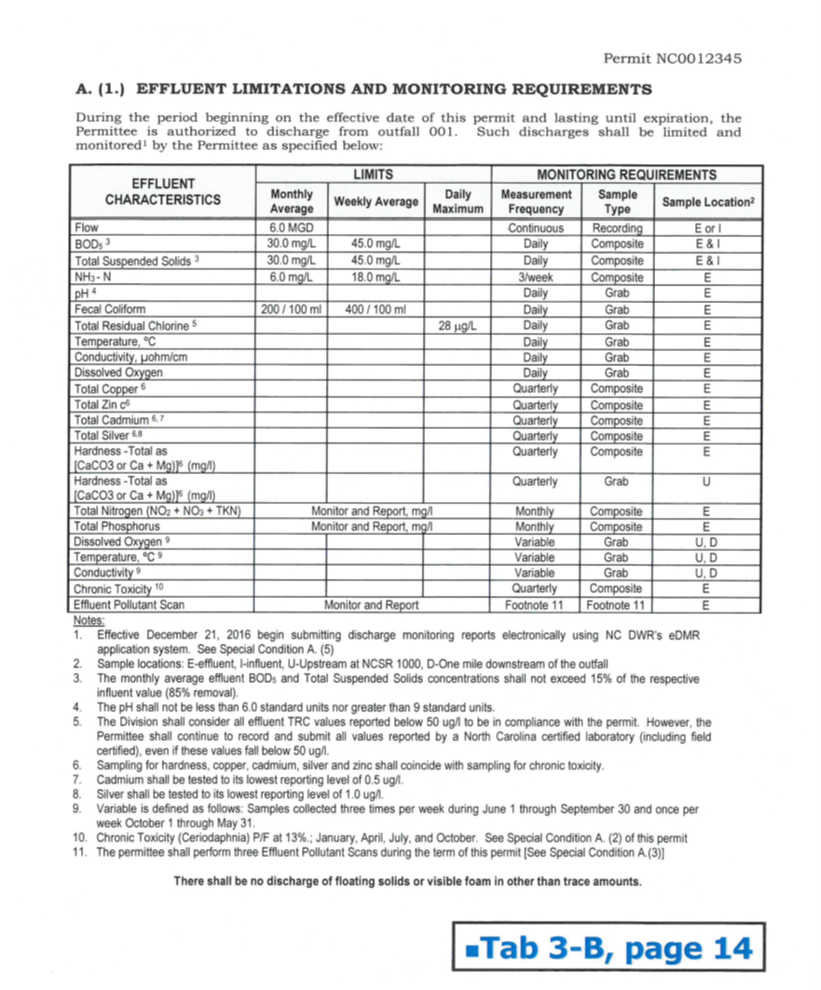 Permit NC0012345
A. (1.) EFFLUENT LIMITATIONS AND MONITORING REQUIREMENTS
During the period beginning on the effective date of this permit and lasting until expiration, the
Permittee is authorized to discharge from outfall 001. Such discharges shall be limited and
monitored¹ by the Permittee as specified below:
EFFLUENT CHARACTERISTICS LIMITS MONITORING REQUIREMENTS
Monthly Average Weekly Average Daily Maximum Measurement Frequency Sample Type Sample Location²
Flow 6.0 MGD Continuous Recording E or I
BOD₅ ³ 30.0 mg/L 45.0 mg/L Daily Composite E & I
Total Suspended Solids ³ 30.0 mg/L 45.0 mg/L Daily Composite E & I
NH₃ - N 6.0 mg/L 18.0 mg/L 3/week Composite E
pH ⁴ Daily Grab E
Fecal Coliform 200 / 100 ml 400 / 100 ml Daily Grab E
Total Residual Chlorine ⁵ 28 µg/L Daily Grab E
Temperature, ºC Daily Grab E
Conductivity, µohm/cm Daily Grab E
Dissolved Oxygen Daily Grab E
Total Copper ⁶ Quarterly Composite E
Total Zin c⁶ Quarterly Composite E
Total Cadmium ⁶, ⁷ Quarterly Composite E
Total Silver ⁶,⁸ Quarterly Composite E
Hardness -Total as Quarterly Composite E
[CaCO3 or Ca + Mg)]⁶ (mg/l)
Hardness -Total as Quarterly Grab U
[CaCO3 or Ca + Mg)]⁶ (mg/l)
Total Nitrogen (NO₂ + NO₃ + TKN) Monitor and Report, mg/l Monthly Composite E
Total Phosphorus Monitor and Report, mg/l Monthly Composite E
Dissolved Oxygen ⁹ Variable Grab U, D
Temperature, ºC ⁹ Variable Grab U, D
Conductivity ⁹ Variable Grab U, D
Chronic Toxicity ¹⁰ Quarterly Composite E
Effluent Pollutant Scan Monitor and Report Footnote 11 Footnote 11 E
Notes:
1. Effective December 21, 2016 begin submitting discharge monitoring reports electronically using NC DWR's eDMR
application system. See Special Condition A. (5)
2. Sample locations: E-effluent, I-influent, U-Upstream at NCSR 1000, D-One mile downstream of the outfall
3. The monthly average effluent BOD₅ and Total Suspended Solids concentrations shall not exceed 15% of the respective
influent value (85% removal).
4. The pH shall not be less than 6.0 standard units nor greater than 9 standard units.
5. The Division shall consider all effluent TRC values reported below 50 ug/l to be in compliance with the permit. However, the
Permittee shall continue to record and submit all values reported by a North Carolina certified laboratory (including field
certified), even if these values fall below 50 ug/l.
6. Sampling for hardness, copper, cadmium, silver and zinc shall coincide with sampling for chronic toxicity.
7. Cadmium shall be tested to its lowest reporting level of 0.5 ug/l.
8. Silver shall be tested to its lowest reporting level of 1.0 ug/l.
9. Variable is defined as follows: Samples collected three times per week during June 1 through September 30 and once per
week October 1 through May 31.
10. Chronic Toxicity (Ceriodaphnia) P/F at 13%.; January, April, July, and October. See Special Condition A. (2) of this permit
11. The permittee shall perform three Effluent Pollutant Scans during the term of this permit [See Special Condition A.(3)]
There shall be no discharge of floating solids or visible foam in other than trace amounts.
▪Tab 3-B, page 14